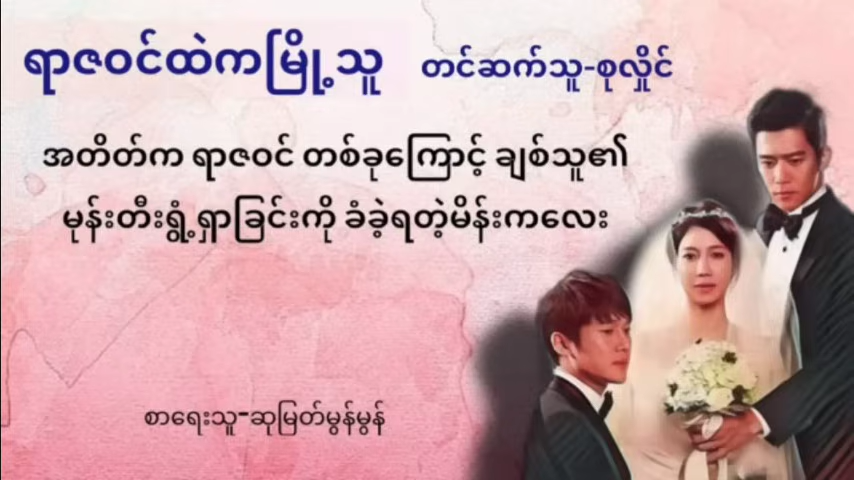 ရာဇဝင်ထဲကမြို့သူ
တင်ဆက်သူ-စုလှိုင်
အတိတ်က ရာဇဝင် တစ်ခုကြောင့် ချစ်သူ၏
မုန်းတီးရွံ့ရှာခြင်းကို ခံခဲ့ရတဲ့မိန်းကလေး
စာရေးသူ-ဆုမြတ်မွန်မွန်